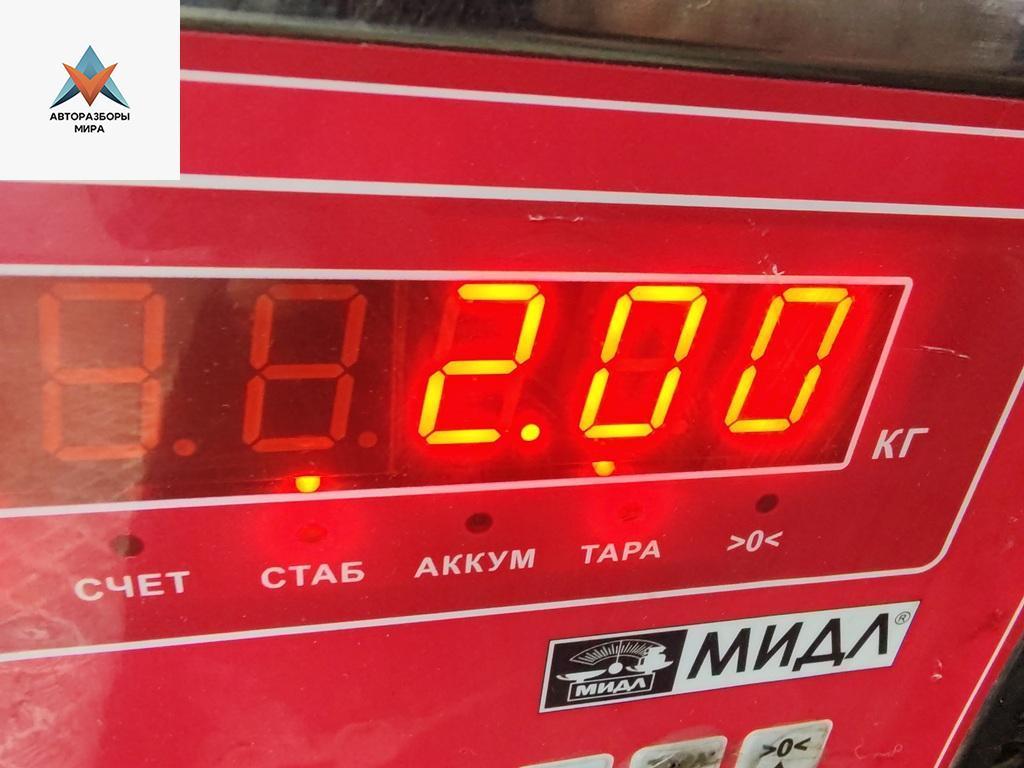 АВТОРАЗБОРЫ
МИРА
2.00
КГ
СЧЕТ СТАБ АККУМ ТАРА >0<
МИДЛ МИДЛ®
>0<